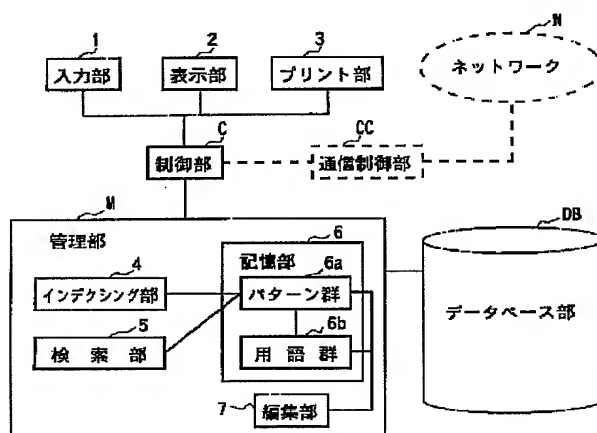 1
2
3
N
入力部
表示部
プリント部
ネットワーク
C
CC
制御部
通信制御部
M
DB
管理部
6
記憶部
4
6a
インデクシング部
パターン群
データベース部
5
6b
検索部
用語群
7
編集部